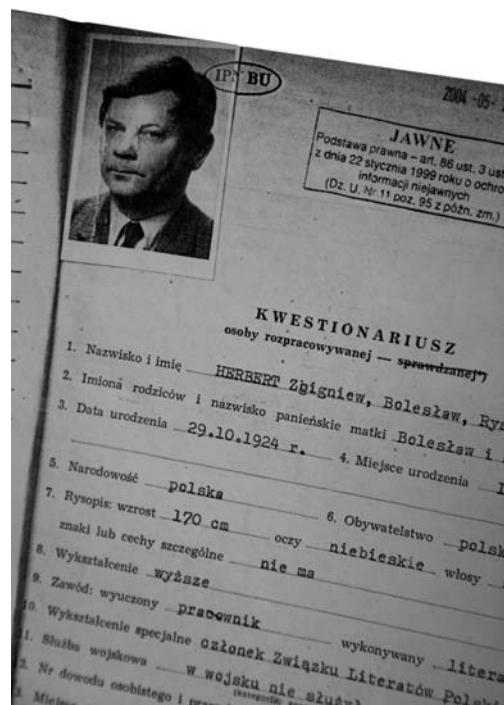 IPN BU
2004-05-
JAWNE
Podstawa prawna – art. 86 ust. 3 ust
z dnia 22 stycznia 1999 roku o ochro
informacji niejawnych
(Dz. U. Nr 11 poz. 95 z późn. zm.)
KWESTIONARIUSZ
osoby rozpracowywanej — sprawdzanej*)
1. Nazwisko i imię HERBERT Zbigniew, Bolesław, Rys
2. Imiona rodziców i nazwisko panieńskie matki Bolesław i
3. Data urodzenia 29.10.1924 r. 4. Miejsce urodzenia
5. Narodowość polska 6. Obywatelstwo polsk
7. Rysopis: wzrost 170 cm oczy niebieskie włosy
znaki lub cechy szczególne nie ma
8. Wykształcenie wyższe
9. Zawód: wyuczony pracownik wykonywany litera
10. Wykształcenie specjalne członek Związku Literatów Polsk
11. Służba wojskowa w wojsku nie służył
2. Nr dowodu osobistego i
3. Miejsc